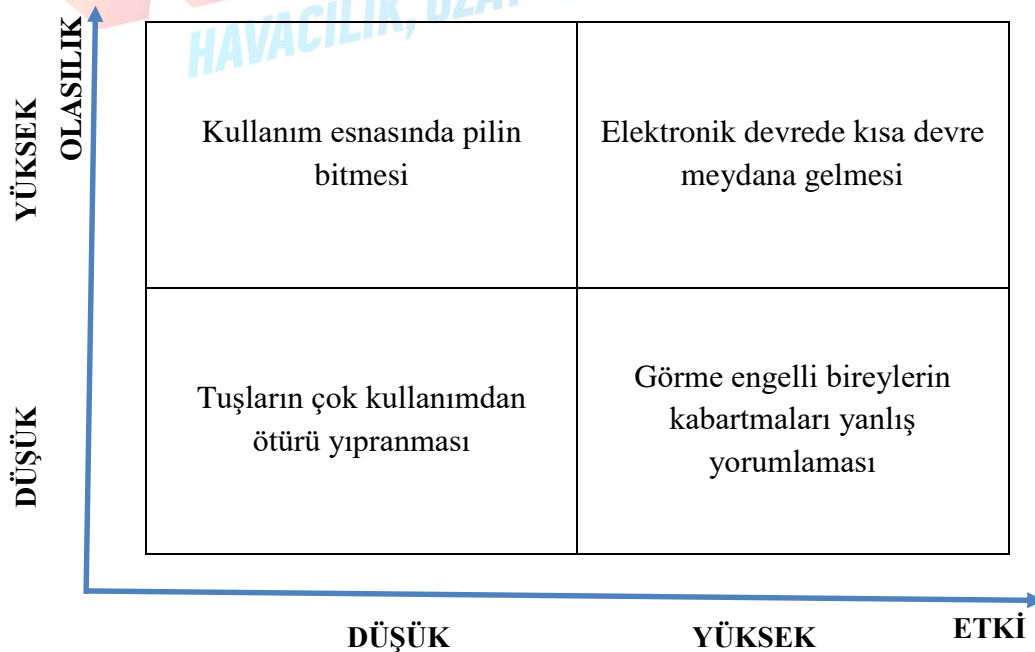 HAVACILIK,
OLASILIK
YÜKSEK
Kullanım esnasında pilin
bitmesi
Elektronik devrede kısa devre
meydana gelmesi
DÜŞÜK
Tuşların çok kullanımdan
ötürü yıpranması
Görme engelli bireylerin
kabartmaları yanlış
yorumlaması
DÜŞÜK
YÜKSEK
ETKİ